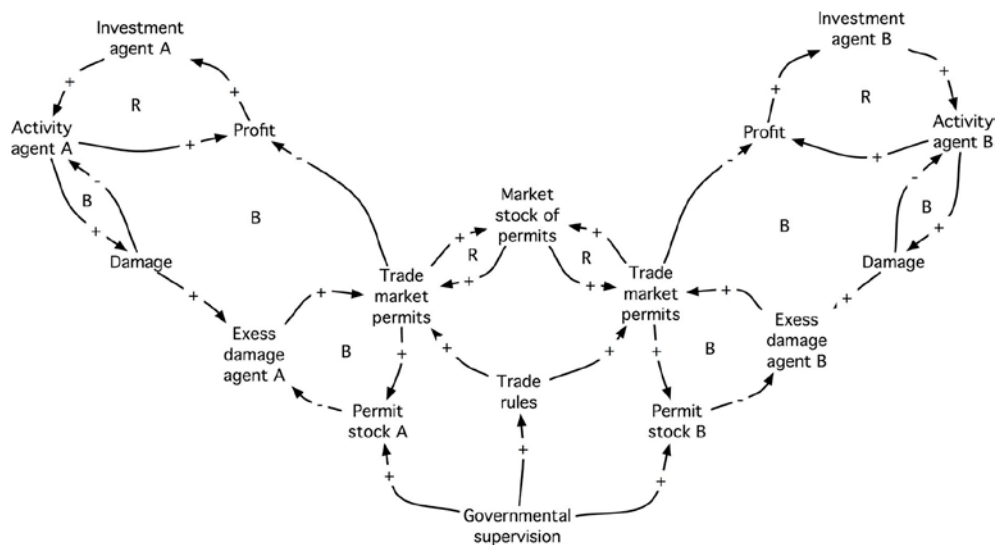 Investment
agent A
+
R
+
Activity
agent A
+
Profit
-
-
B
+
B
Damage
+
+
Exess
damage
agent A
B
-
Trade
market
permits
+
Permit
stock A
Market
stock of
permits
+
R
+
+
R
+
Trade
market
permits
+
+
Trade
rules
+
+
+
Governmental
supervision
+
Permit
stock B
B
-
+
Exess
damage
agent B
+
Damage
-
B
+
B
-
Profit
+
R
+
Activity
agent B
+
Investment
agent B
+